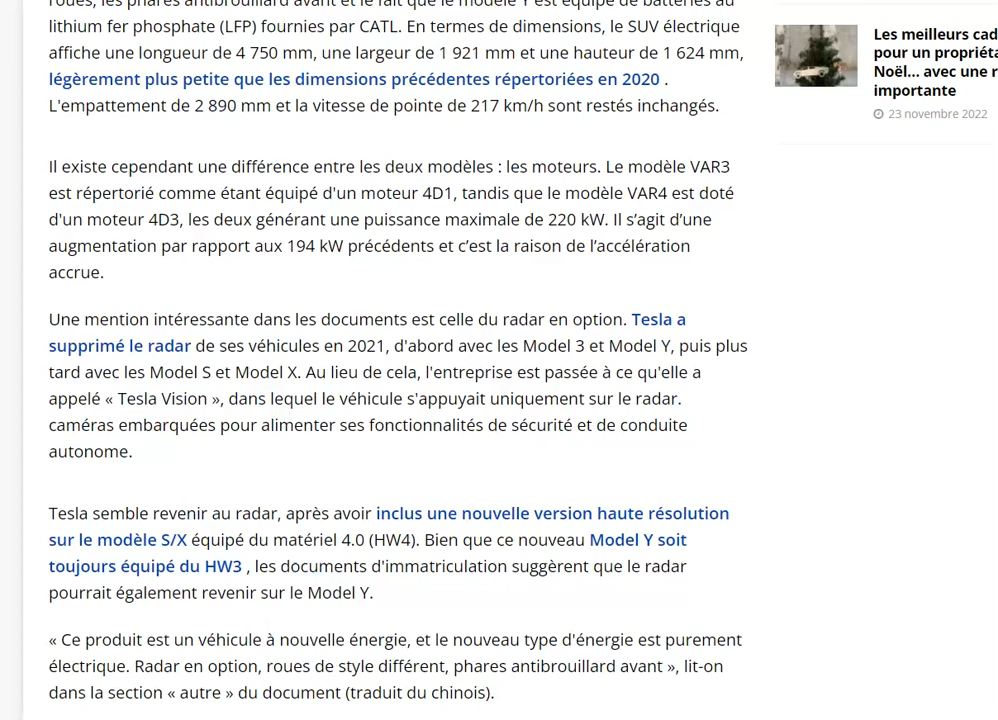 roues, les phares antibrouillard avant et le fait que le modèle Y est équipé de batteries au
lithium fer phosphate (LFP) fournies par CATL. En termes de dimensions, le SUV électrique
affiche une longueur de 4 750 mm, une largeur de 1 921 mm et une hauteur de 1 624 mm,
légèrement plus petite que les dimensions précédentes répertoriées en 2020 .
L'empattement de 2 890 mm et la vitesse de pointe de 217 km/h sont restés inchangés.
Il existe cependant une différence entre les deux modèles : les moteurs. Le modèle VAR3
est répertorié comme étant équipé d'un moteur 4D1, tandis que le modèle VAR4 est doté
d'un moteur 4D3, les deux générant une puissance maximale de 220 kW. Il s’agit d’une
augmentation par rapport aux 194 kW précédents et c’est la raison de l’accélération
accrue.
Une mention intéressante dans les documents est celle du radar en option. Tesla a
supprimé le radar de ses véhicules en 2021, d'abord avec les Model 3 et Model Y, puis plus
tard avec les Model S et Model X. Au lieu de cela, l'entreprise est passée à ce qu'elle a
appelé « Tesla Vision », dans lequel le véhicule s'appuyait uniquement sur le radar.
caméras embarquées pour alimenter ses fonctionnalités de sécurité et de conduite
autonome.
Tesla semble revenir au radar, après avoir inclus une nouvelle version haute résolution
sur le modèle S/X équipé du matériel 4.0 (HW4). Bien que ce nouveau Model Y soit
toujours équipé du HW3 , les documents d'immatriculation suggèrent que le radar
pourrait également revenir sur le Model Y.
« Ce produit est un véhicule à nouvelle énergie, et le nouveau type d'énergie est purement
électrique. Radar en option, roues de style différent, phares antibrouillard avant », lit-on
dans la section « autre » du document (traduit du chinois).
Les meilleurs cad
pour un propriéta
Noël... avec une r
importante
23 novembre 2022